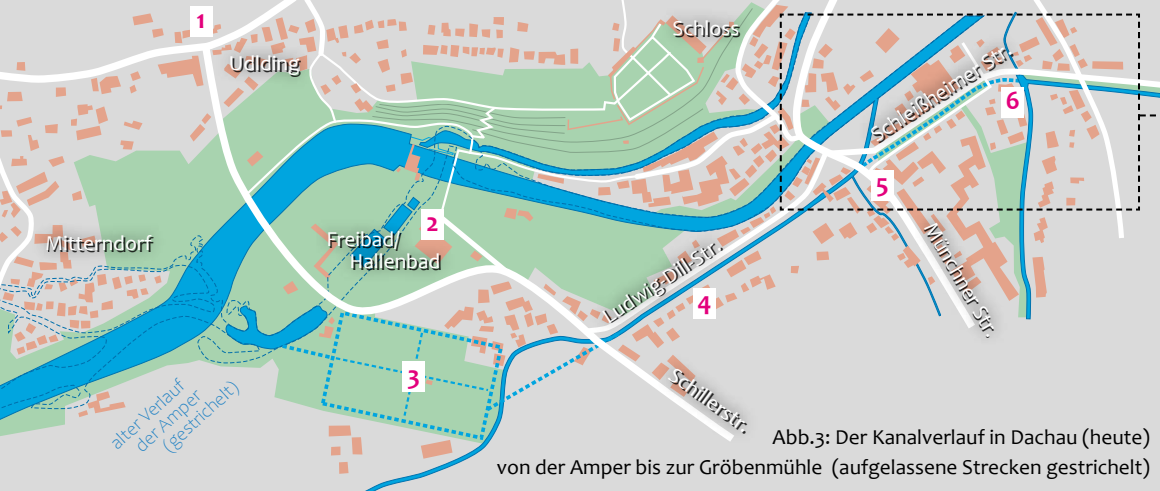 1
Schloss
Udlding
Schleißheimer Str.
6
5
2
Mitterndorf
Freibad/
Hallenbad
Münchner Str.
Ludwig-Dill-Str.
4
3
Schillerstr.
alter Verlauf
der Amper
(gestrichelt)
Abb.3: Der Kanalverlauf in Dachau (heute)
von der Amper bis zur Gröbenmühle (aufgelassene Strecken gestrichelt)